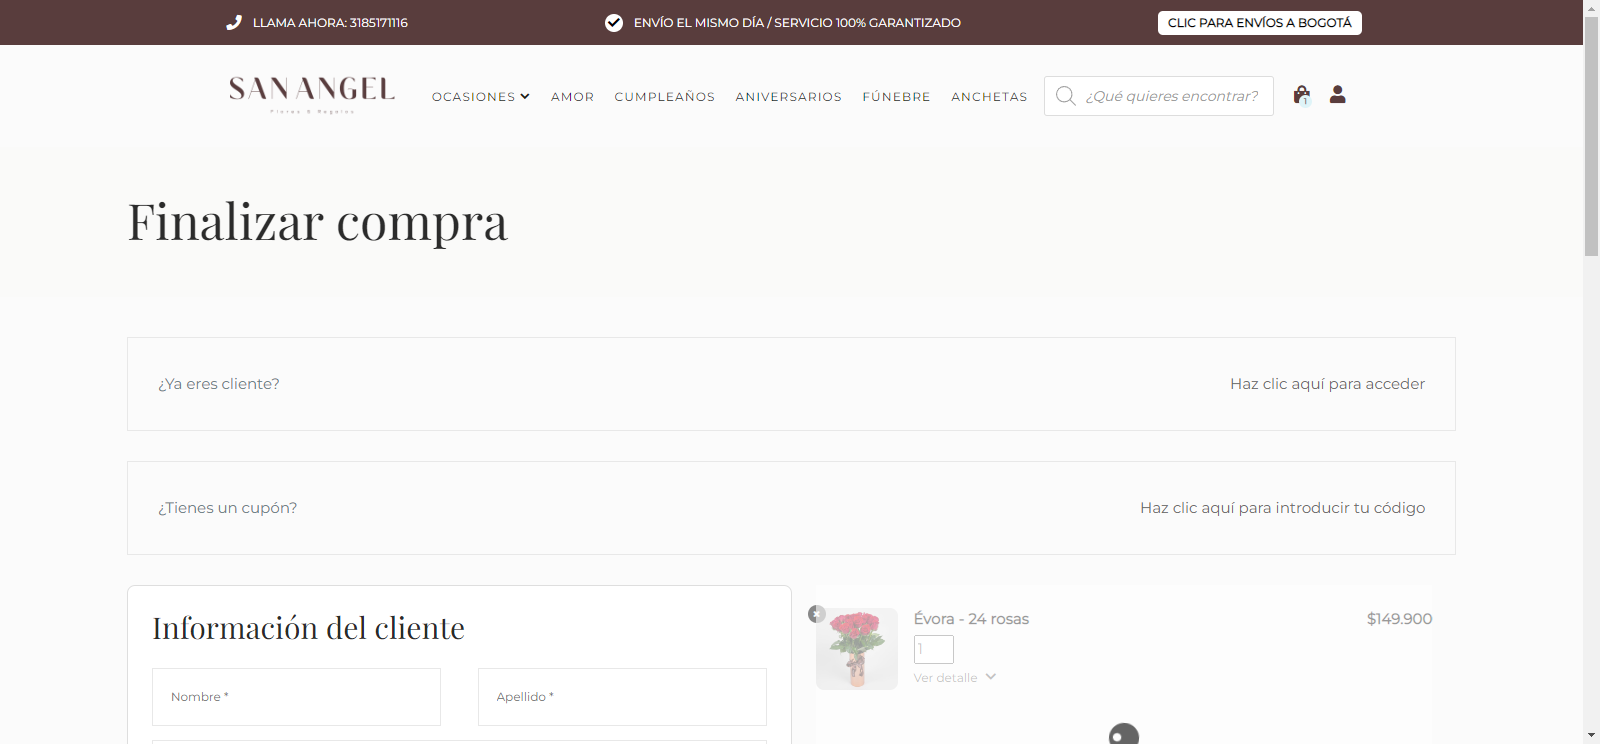 LLAMA AHORA: 3185171116
ENVÍO EL MISMO DÍA / SERVICIO 100% GARANTIZADO
CLIC PARA ENVÍOS A BOGOTÁ
SAN ANGEL
Flores & Regalos
OCASIONES
AMOR
CUMPLEAÑOS
ANIVERSARIOS
FÚNEBRE
ANCHETAS
¿Qué quieres encontrar?
1
Finalizar compra
¿Ya eres cliente?
Haz clic aquí para acceder
¿Tienes un cupón?
Haz clic aquí para introducir tu código
Información del cliente
Nombre *
Apellido *
Évora - 24 rosas
$149.900
1
Ver detalle